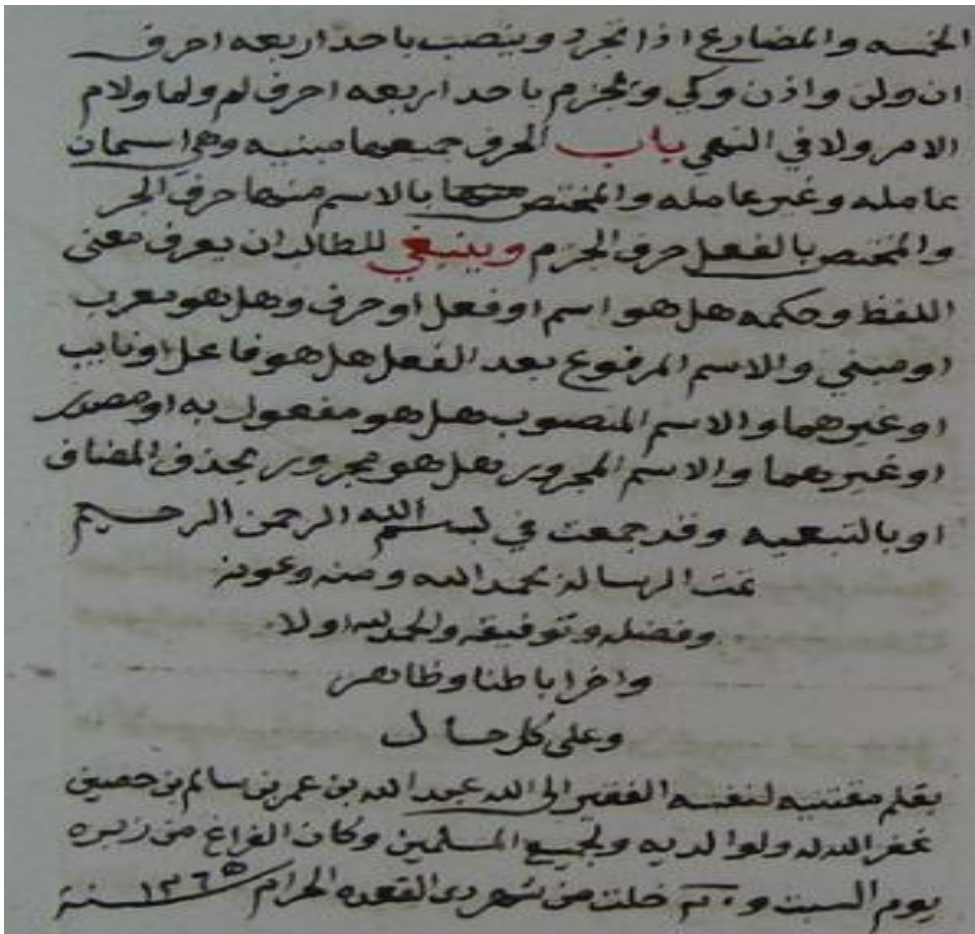 الخمسه والمضارع اذا تجرد وينصب باحد اربعه احرف
ان ولن واذن وكي ويجزم باحد اربعه احرف لم ولما ولام
الامر ولا في النهي باب الحرف جميعها مبنيه وهي اسمان
عامله وغير عامله والمختص بالاسم منها حرف الجر
والمختص بالفعل حرف الجزم وينبغي للطالب ان يعرف معنى
اللفظ وحكمه هل هو اسم او فعل او حرف وهل هو معرب
او مبني والاسم المرفوع بعد الفعل هل هو فاعل او نايب
او غيرهما والاسم المنصوب هل هو مفعول به او مصدر
او غيرهما والاسم المجرور هل هو مجرور بحذف المضاف
او بالتبعيه وقد جمعت في بسم الله الرحمن الرحيم
تمت الرسالة بحمد الله ومنه وعونه
وفضله وتوفيقه والحمد لله اولا
واخرا باطنا وظاهر
وعلى كل حال
بقلم مقتنيه لنفسه الفقير الى الله عبد الله بن عمر بن سالم بن حصين
غفر الله له ولوالديه ولجميع المسلمين وكان الفراغ من زبره
يوم السبت خلت من شهر ذى القعده الحرام ١٣٦٥ سنة